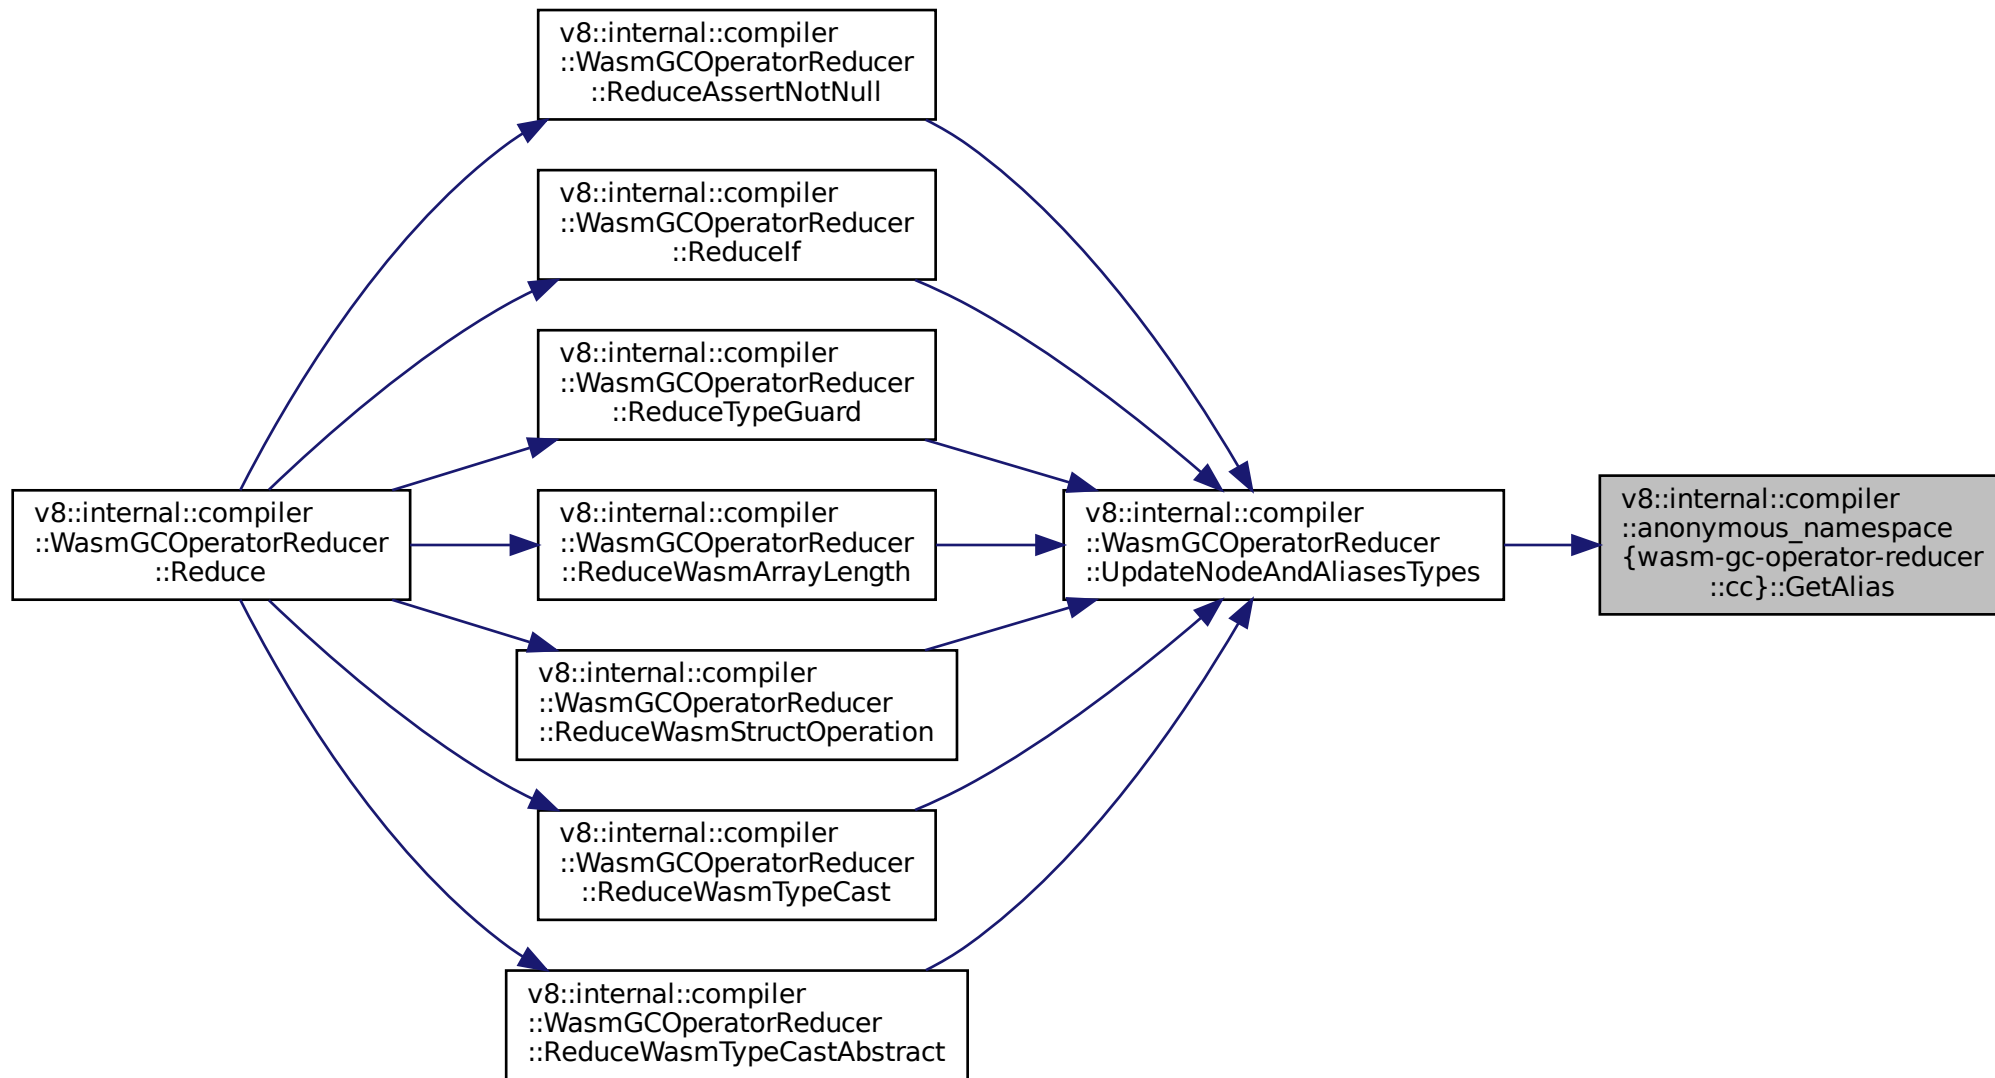 v8::internal::compiler
::WasmGCOperatorReducer
::ReduceAssertNotNull
v8::internal::compiler
::WasmGCOperatorReducer
::ReduceIf
v8::internal::compiler
::WasmGCOperatorReducer
::ReduceTypeGuard
v8::internal::compiler
::WasmGCOperatorReducer
::Reduce
v8::internal::compiler
::WasmGCOperatorReducer
::ReduceWasmArrayLength
v8::internal::compiler
::WasmGCOperatorReducer
::UpdateNodeAndAliasesTypes
v8::internal::compiler
::anonymous_namespace
{wasm-gc-operator-reducer
::cc}::GetAlias
v8::internal::compiler
::WasmGCOperatorReducer
::ReduceWasmStructOperation
v8::internal::compiler
::WasmGCOperatorReducer
::ReduceWasmTypeCast
v8::internal::compiler
::WasmGCOperatorReducer
::ReduceWasmTypeCastAbstract